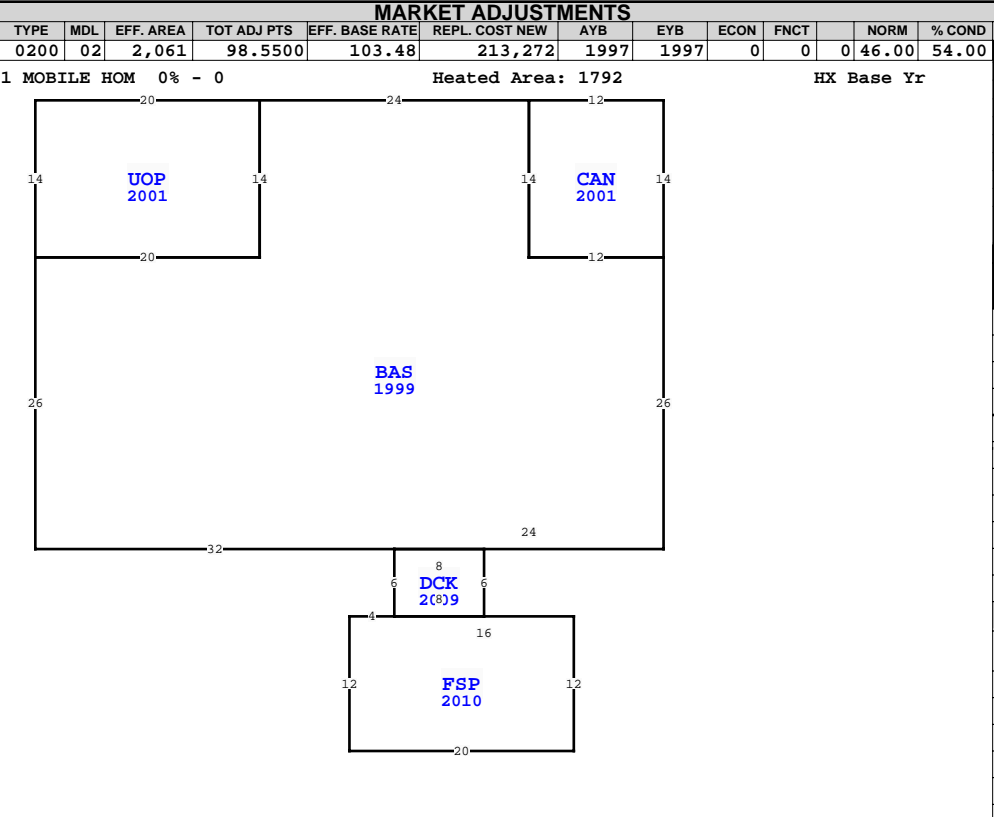 MARKET ADJUSTMENTS
TYPE MDL EFF. AREA TOT ADJ PTS EFF. BASE RATE REPL. COST NEW AYB EYB ECON FNCT NORM % COND
0200 02 2,061 98.5500 103.48 213,272 1997 1997 0 0 0 46.00 54.00
1 MOBILE HOM 0% - 0 Heated Area: 1792 HX Base Yr
20 24 12
14 UOP 14 14 CAN 14
2001 2001
20 12
BAS
1999
26 26
24
32
8
6 DCK 6
2009
8
4
16
12 FSP 12
2010
20